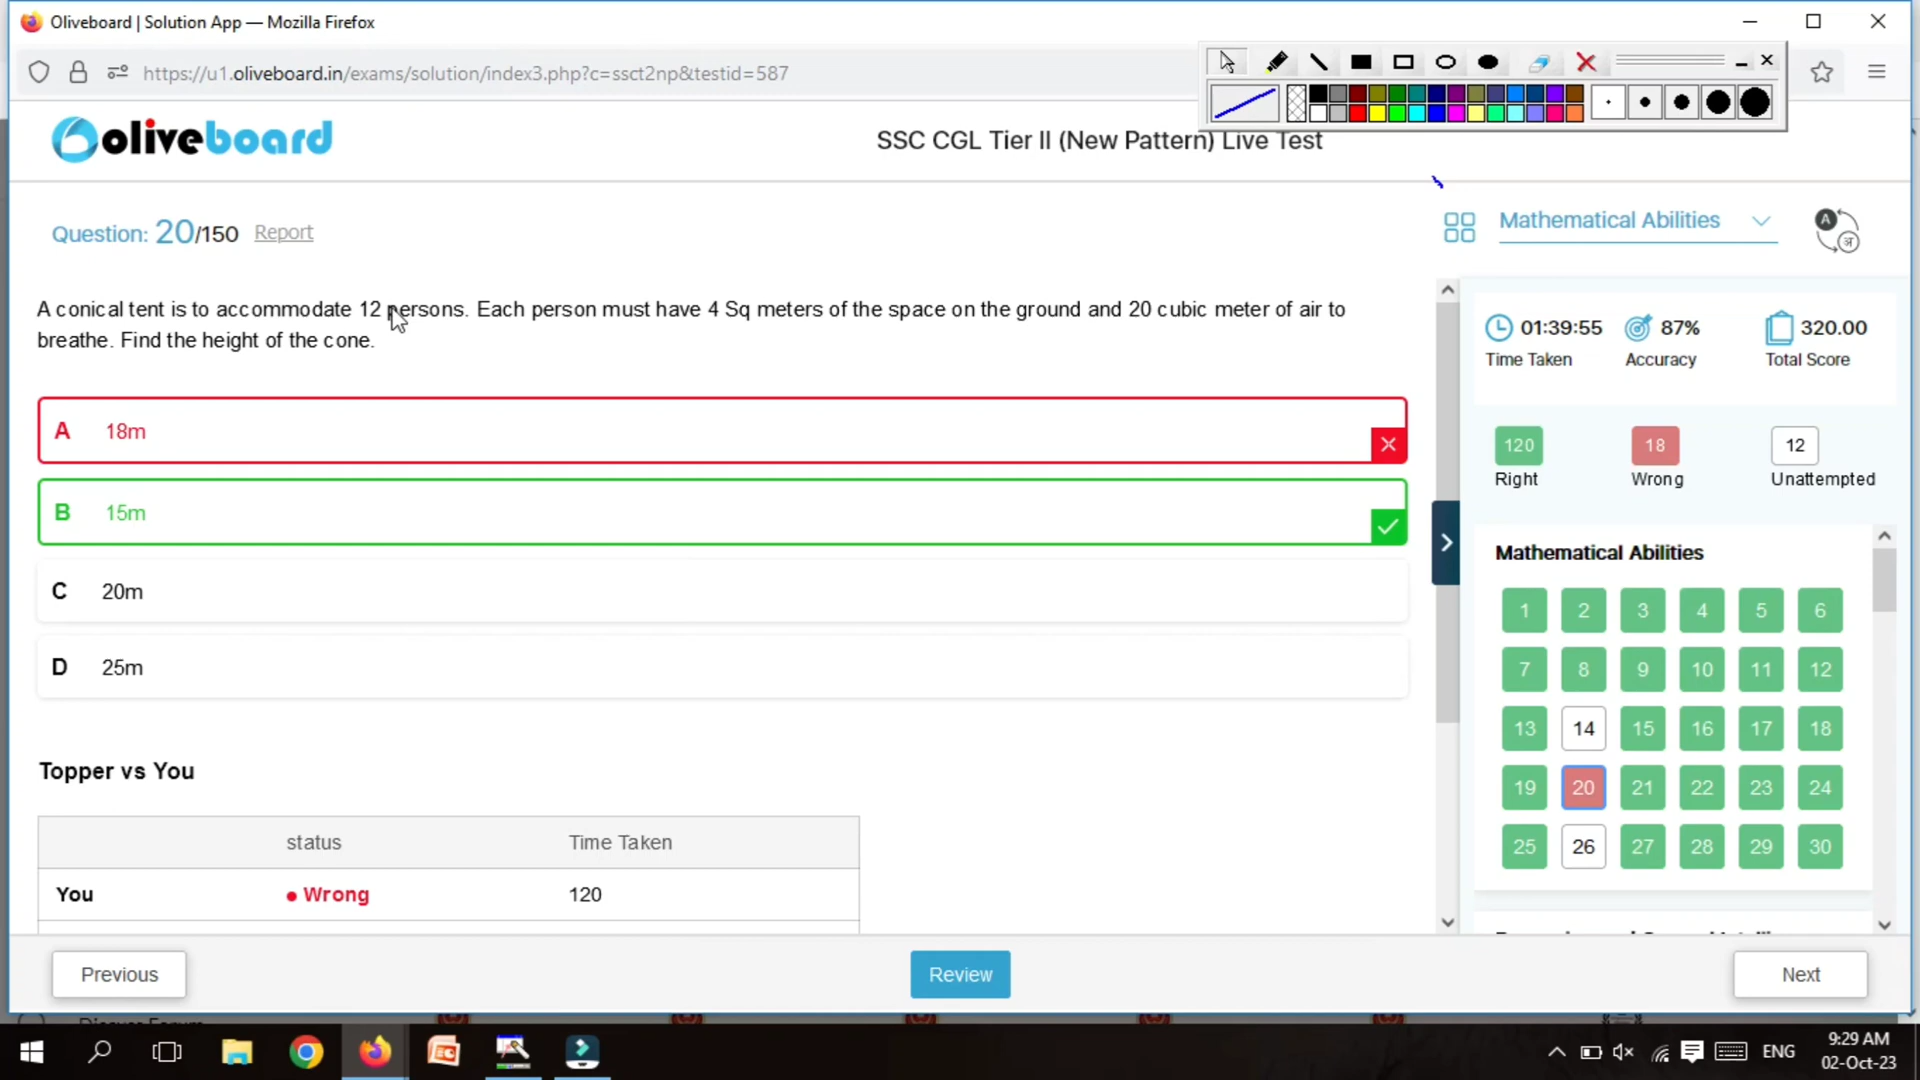 Oliveboard | Solution App — Mozilla Firefox
https://u1.oliveboard.in/exams/solution/index3.php?c=ssct2np&testid=587
oliveboard
SSC CGL Tier II (New Pattern) Live Test
Question: 20/150 Report
Mathematical Abilities
A अ
A conical tent is to accommodate 12 persons. Each person must have 4 Sq meters of the space on the ground and 20 cubic meter of air to
breathe. Find the height of the cone.
A 18m
B 15m
C 20m
D 25m
Topper vs You
status Time Taken
You Wrong 120
01:39:55 87% 320.00
Time Taken Accuracy Total Score
120 18 12
Right Wrong Unattempted
Mathematical Abilities
1 2 3 4 5 6
7 8 9 10 11 12
13 14 15 16 17 18
19 20 21 22 23 24
25 26 27 28 29 30
Previous Review Next
ENG
9:29 AM
02-Oct-23